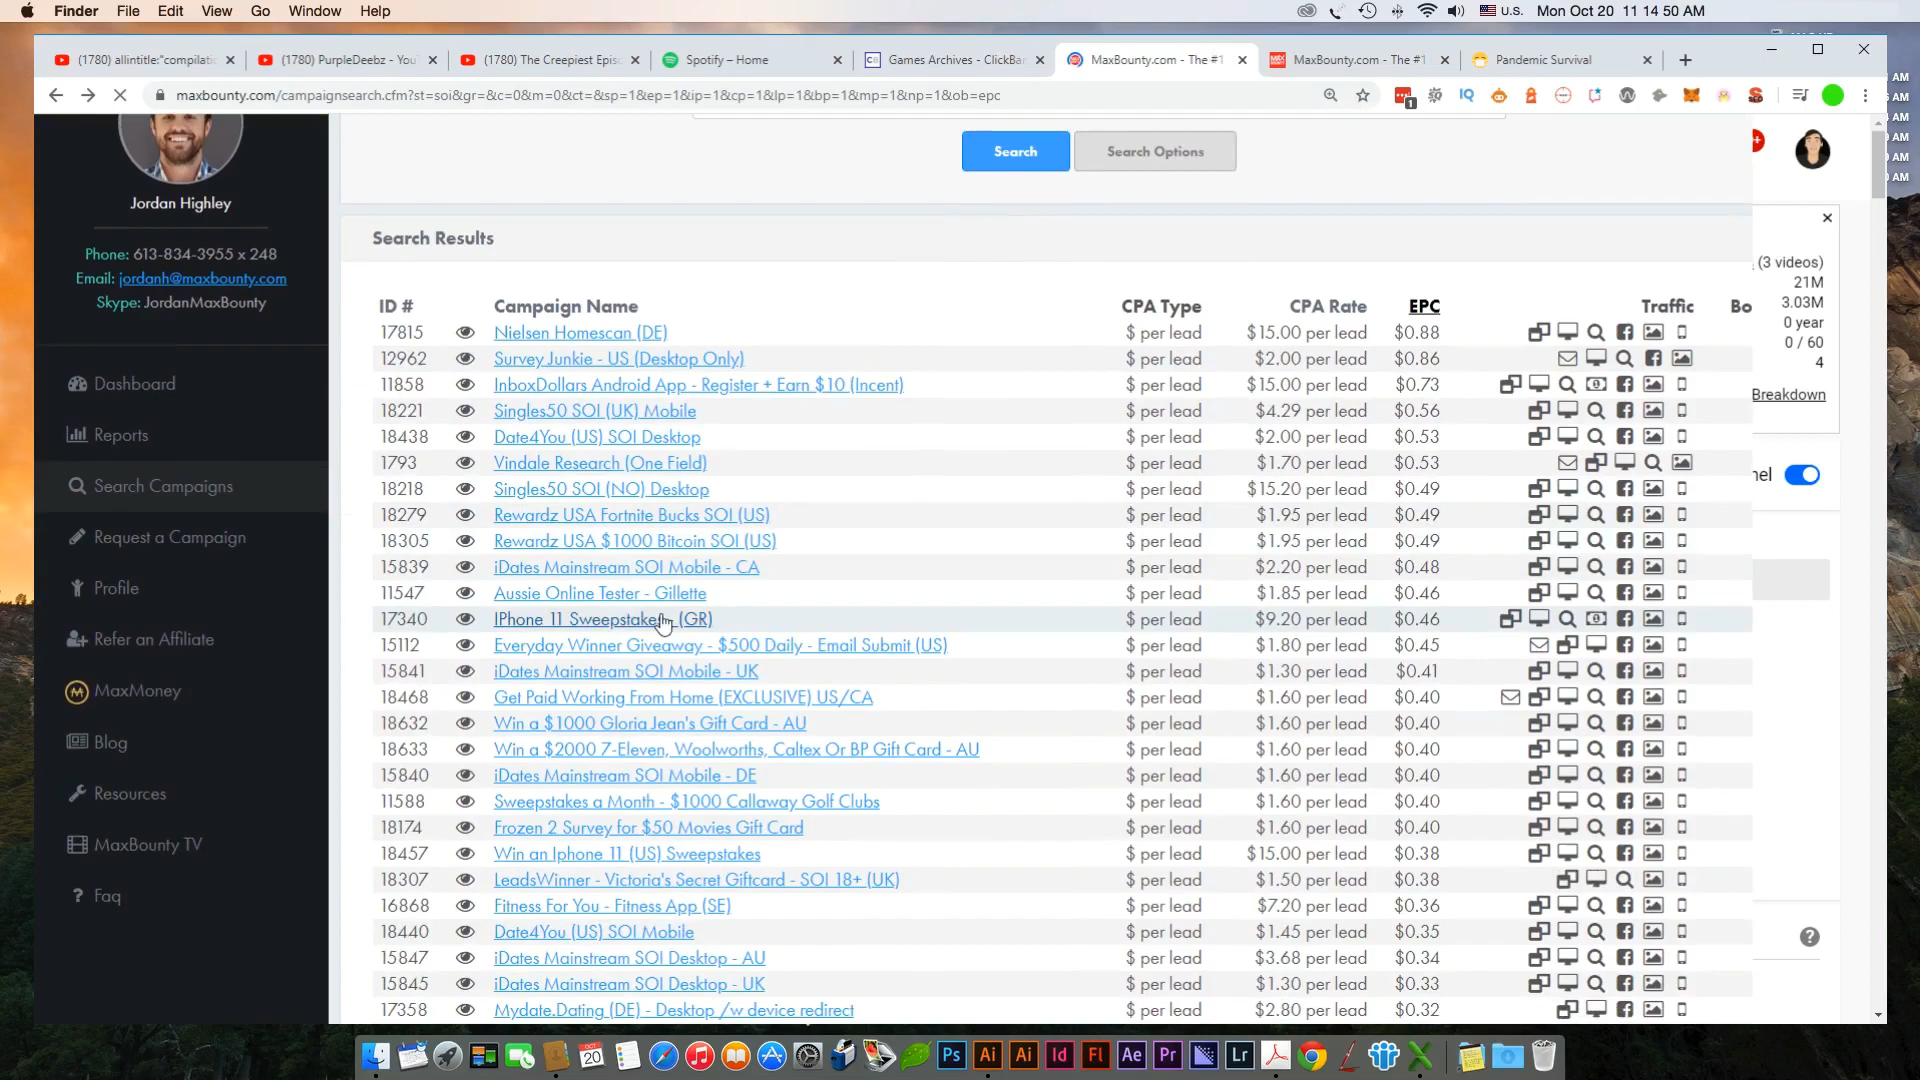 Finder File Edit View Go Window Help
U.S. Mon Oct 20 11 14 50 AM
(1780) allintitle:"compilatio
(1780) PurpleDeebz - YouT
(1780) The Creepiest Episo
Spotify – Home
Games Archives - ClickBan
MaxBounty.com - The #1
MaxBounty.com - The #1
Pandemic Survival
maxbounty.com/campaignsearch.cfm?st=soi&gr=&c=0&m=0&ct=&sp=1&ep=1&ip=1&cp=1&lp=1&bp=1&mp=1&np=1&ob=epc
Jordan Highley
Phone: 613-834-3955 x 248
Email: jordanh@maxbounty.com
Skype: JordanMaxBounty
Dashboard
Reports
Search Campaigns
Request a Campaign
Profile
Refer an Affiliate
MaxMoney
Blog
Resources
MaxBounty TV
Faq
Search Search Options
Search Results
ID # Campaign Name CPA Type CPA Rate EPC Traffic Bo
17815 Nielsen Homescan (DE) $ per lead $15.00 per lead $0.88
12962 Survey Junkie - US (Desktop Only) $ per lead $2.00 per lead $0.86
11858 InboxDollars Android App - Register + Earn $10 (Incent) $ per lead $15.00 per lead $0.73
18221 Singles50 SOI (UK) Mobile $ per lead $4.29 per lead $0.56
18438 Date4You (US) SOI Desktop $ per lead $2.00 per lead $0.53
1793 Vindale Research (One Field) $ per lead $1.70 per lead $0.53
18218 Singles50 SOI (NO) Desktop $ per lead $15.20 per lead $0.49
18279 Rewardz USA Fortnite Bucks SOI (US) $ per lead $1.95 per lead $0.49
18305 Rewardz USA $1000 Bitcoin SOI (US) $ per lead $1.95 per lead $0.49
15839 iDates Mainstream SOI Mobile - CA $ per lead $2.20 per lead $0.48
11547 Aussie Online Tester - Gillette $ per lead $1.85 per lead $0.46
17340 IPhone 11 Sweepstakes (GR) $ per lead $9.20 per lead $0.46
15112 Everyday Winner Giveaway - $500 Daily - Email Submit (US) $ per lead $1.80 per lead $0.45
15841 iDates Mainstream SOI Mobile - UK $ per lead $1.30 per lead $0.41
18468 Get Paid Working From Home (EXCLUSIVE) US/CA $ per lead $1.60 per lead $0.40
18632 Win a $1000 Gloria Jean's Gift Card - AU $ per lead $1.60 per lead $0.40
18633 Win a $2000 7-Eleven, Woolworths, Caltex Or BP Gift Card - AU $ per lead $1.60 per lead $0.40
15840 iDates Mainstream SOI Mobile - DE $ per lead $1.60 per lead $0.40
11588 Sweepstakes a Month - $1000 Callaway Golf Clubs $ per lead $1.60 per lead $0.40
18174 Frozen 2 Survey for $50 Movies Gift Card $ per lead $1.60 per lead $0.40
18457 Win an Iphone 11 (US) Sweepstakes $ per lead $15.00 per lead $0.38
18307 LeadsWinner - Victoria's Secret Giftcard - SOI 18+ (UK) $ per lead $1.50 per lead $0.38
16868 Fitness For You - Fitness App (SE) $ per lead $7.20 per lead $0.36
18440 Date4You (US) SOI Mobile $ per lead $1.45 per lead $0.35
15847 iDates Mainstream SOI Desktop - AU $ per lead $3.68 per lead $0.34
15845 iDates Mainstream SOI Desktop - UK $ per lead $1.30 per lead $0.33
17358 Mydate.Dating (DE) - Desktop /w device redirect $ per lead $2.80 per lead $0.32
(3 videos)
21M
3.03M
0 year
0 / 60
4
Breakdown
nel
OCT
20
Ps Ai Ai Id Fl Ae Pr Lr